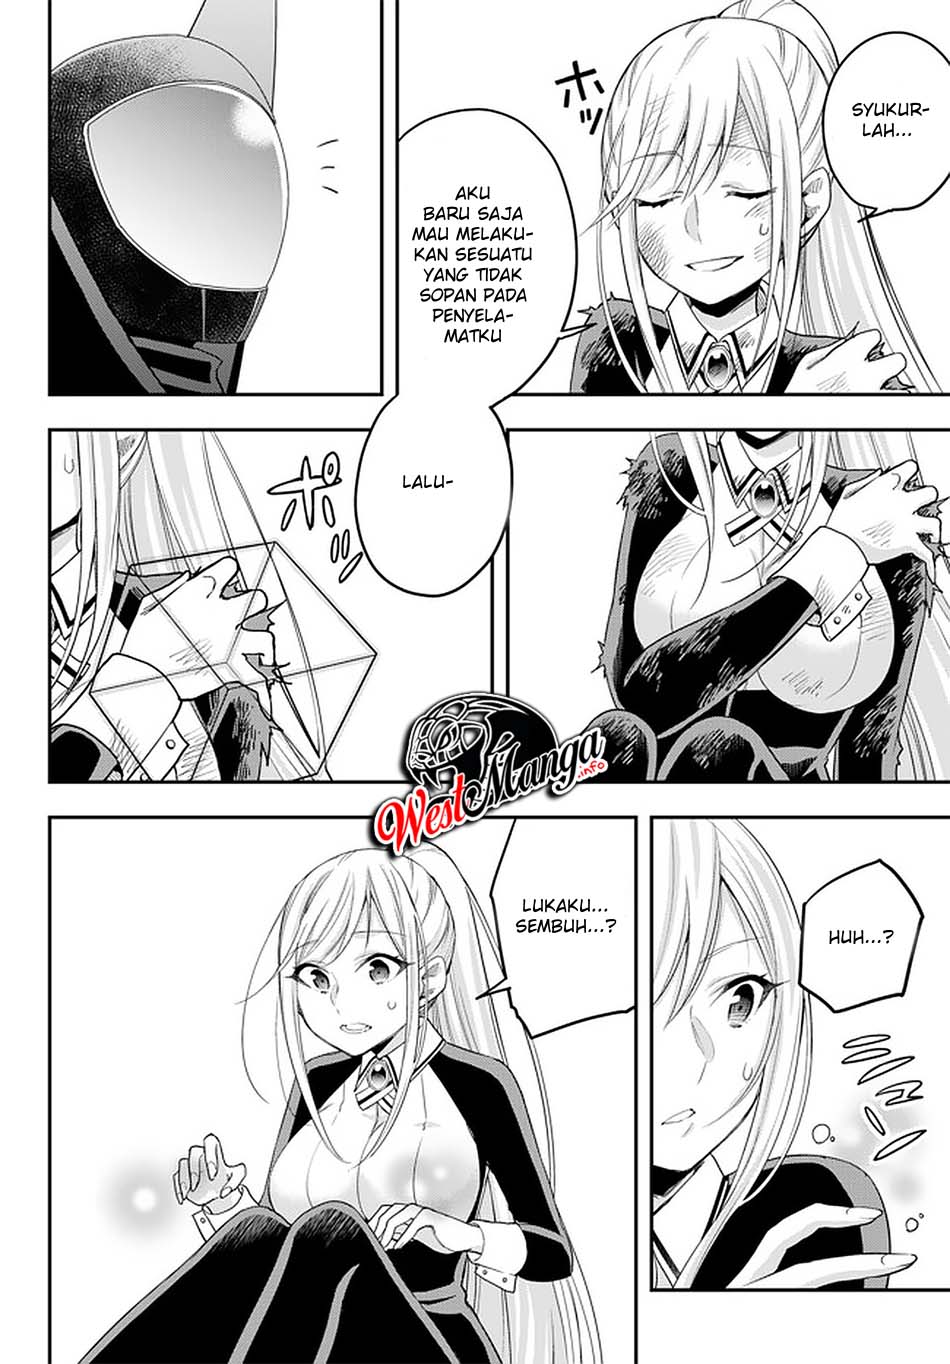 SYUKUR-
LAH...
ホッ
AKU
BARU SAJA
MAU MELAKU-
KAN SESUATU
YANG TIDAK
SOPAN PADA
PENYELA-
MATKU
LALU-
ポゥ
WestManga
.info
HUH...?
LUKAKU...
SEMBUH...?